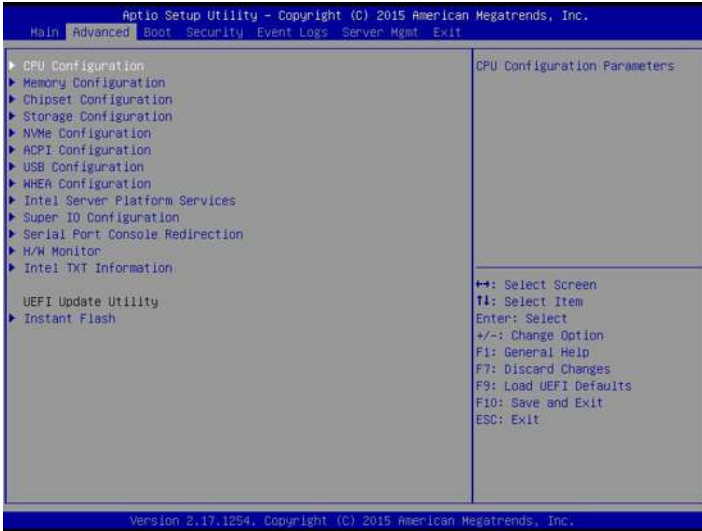 Aptio Setup Utility – Copyright (C) 2015 American Megatrends, Inc.
Main Advanced Boot Security Event Logs Server Mgmt Exit
▶ CPU Configuration
▶ Memory Configuration
▶ Chipset Configuration
▶ Storage Configuration
▶ NVMe Configuration
▶ ACPI Configuration
▶ USB Configuration
▶ WHEA Configuration
▶ Intel Server Platform Services
▶ Super IO Configuration
▶ Serial Port Console Redirection
▶ H/W Monitor
▶ Intel TXT Information
UEFI Update Utility
▶ Instant Flash
CPU Configuration Parameters
↔: Select Screen
↑↓: Select Item
Enter: Select
+/-: Change Option
F1: General Help
F7: Discard Changes
F9: Load UEFI Defaults
F10: Save and Exit
ESC: Exit
Version 2.17.1254. Copyright (C) 2015 American Megatrends, Inc.